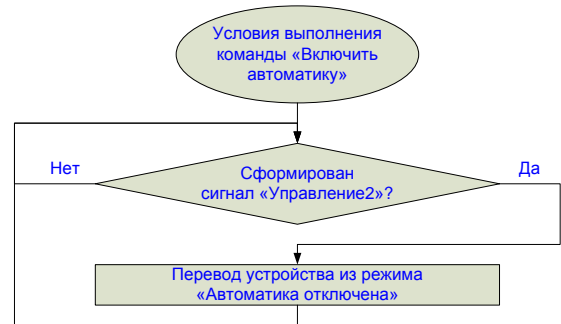 Условия выполнения
команды «Включить
автоматику»
Нет
Сформирован
сигнал «Управление2»?
Да
Перевод устройства из режима
«Автоматика отключена»